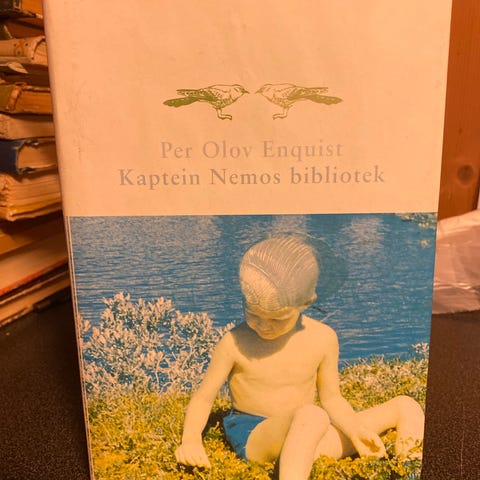 Per Olov Enquist
Kaptein Nemos bibliotek